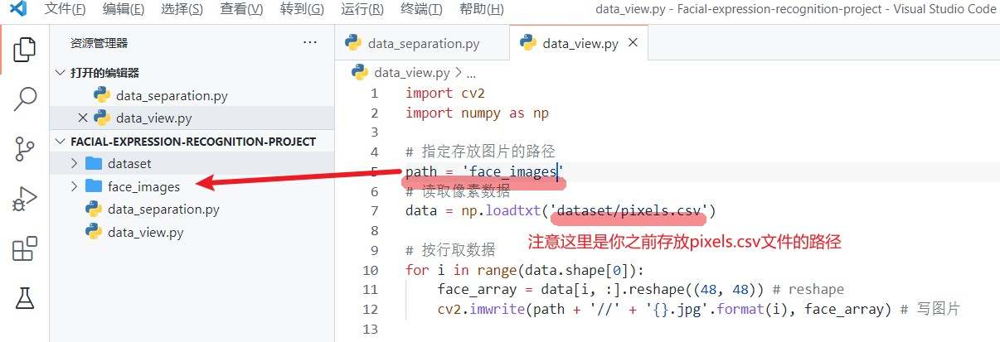 文件(F) 编辑(E) 选择(S) 查看(V) 转到(G) 运行(R) 终端(T) 帮助(H) data_view.py - Facial-expression-recognition-project - Visual Studio Code
资源管理器 ...
打开的编辑器
data_separation.py
data_view.py
FACIAL-EXPRESSION-RECOGNITION-PROJECT
dataset
face_images
data_separation.py
data_view.py
data_separation.py data_view.py
data_view.py > ...
1 import cv2
2 import numpy as np
3
4 # 指定存放图片的路径
5 path = 'face_images'
6 # 读取像素数据
7 data = np.loadtxt('dataset/pixels.csv')
8
注意这里是你之前存放pixels.csv文件的路径
9 # 按行取数据
10 for i in range(data.shape[0]):
11 face_array = data[i, :].reshape((48, 48)) # reshape
12 cv2.imwrite(path + '//' + '{}.jpg'.format(i), face_array) # 写图片
13